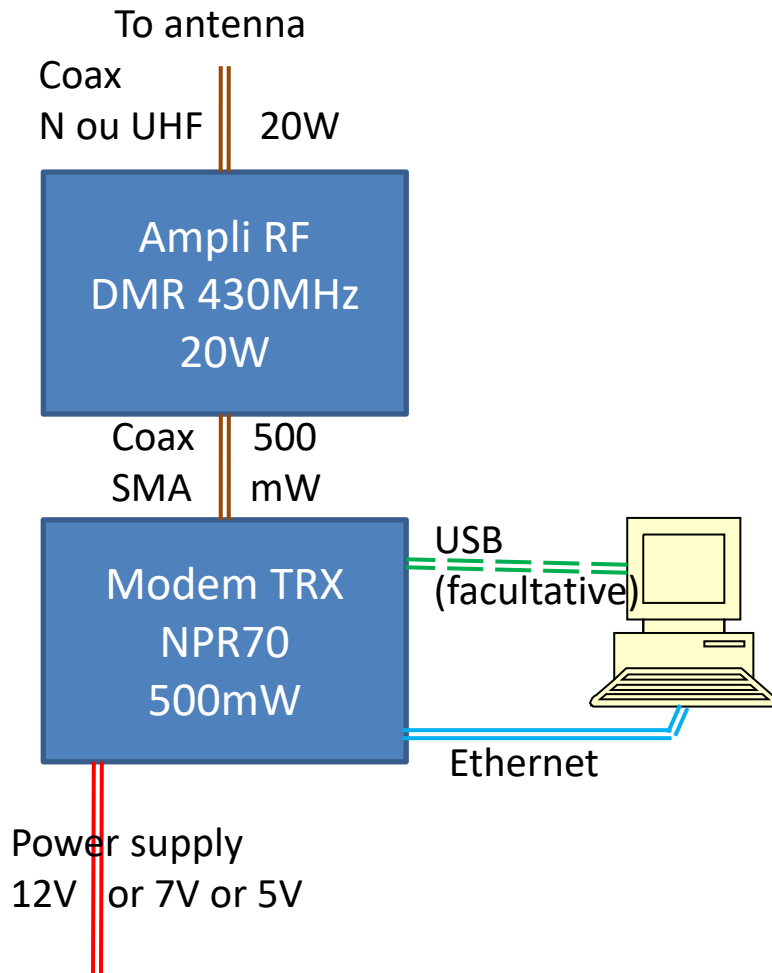 To antenna
Coax
N ou UHF 20W
Ampli RF
DMR 430MHz
20W
Coax 500
SMA mW
Modem TRX
NPR70
500mW
USB
(facultative)
Ethernet
Power supply
12V or 7V or 5V